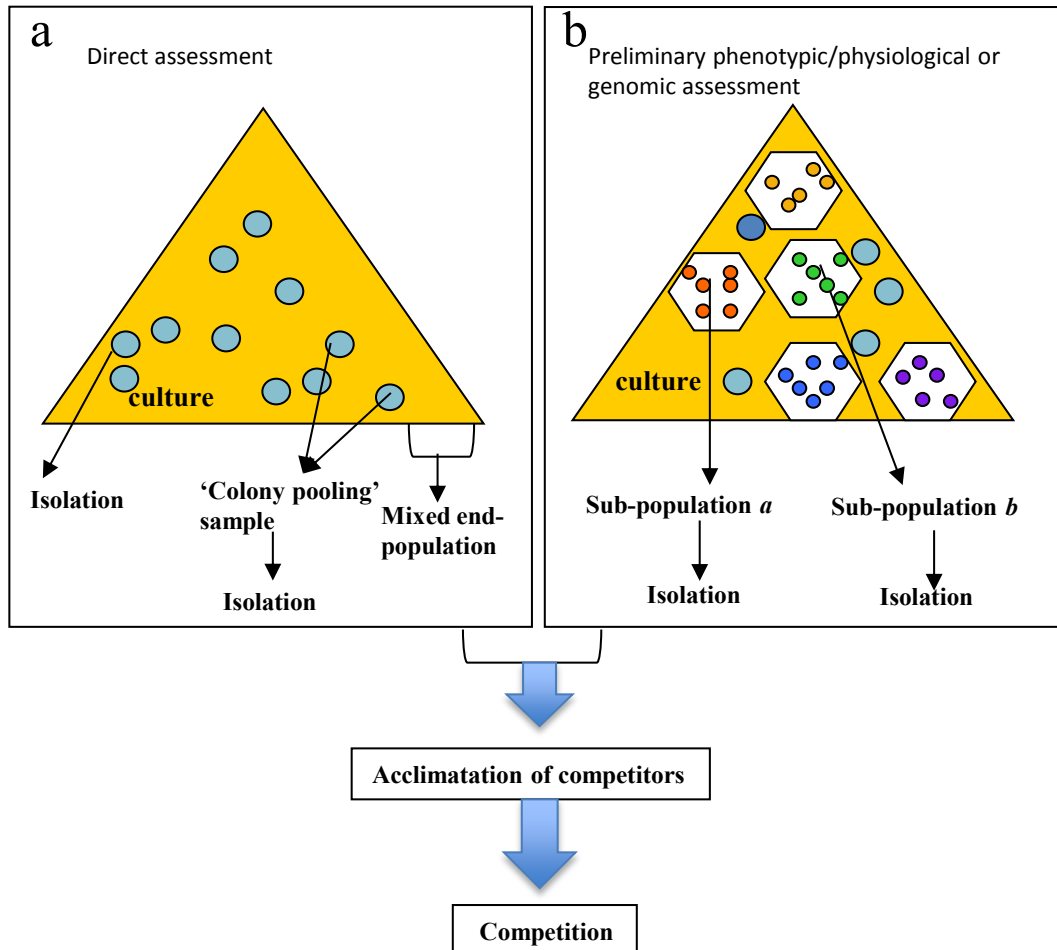 a
Direct assessment
culture
Isolation
‘Colony pooling’
sample
Mixed end-
population
Isolation
b
Preliminary phenotypic/physiological or
genomic assessment
culture
Sub-population a
Sub-population b
Isolation
Isolation
Acclimatation of competitors
Competition